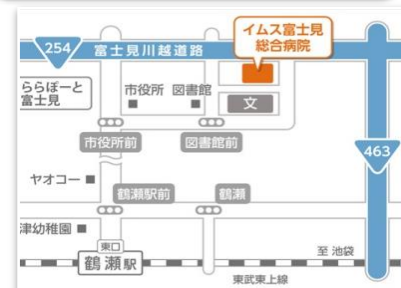 イムス富士見
総合病院
254
富士見川越道路
ららぽーと
富士見
市役所
図書館
文
市役所前
図書館前
463
ヤオコー
鶴瀬駅前
鶴瀬
津幼稚園
東口
鶴瀬駅
至 池袋
東武東上線